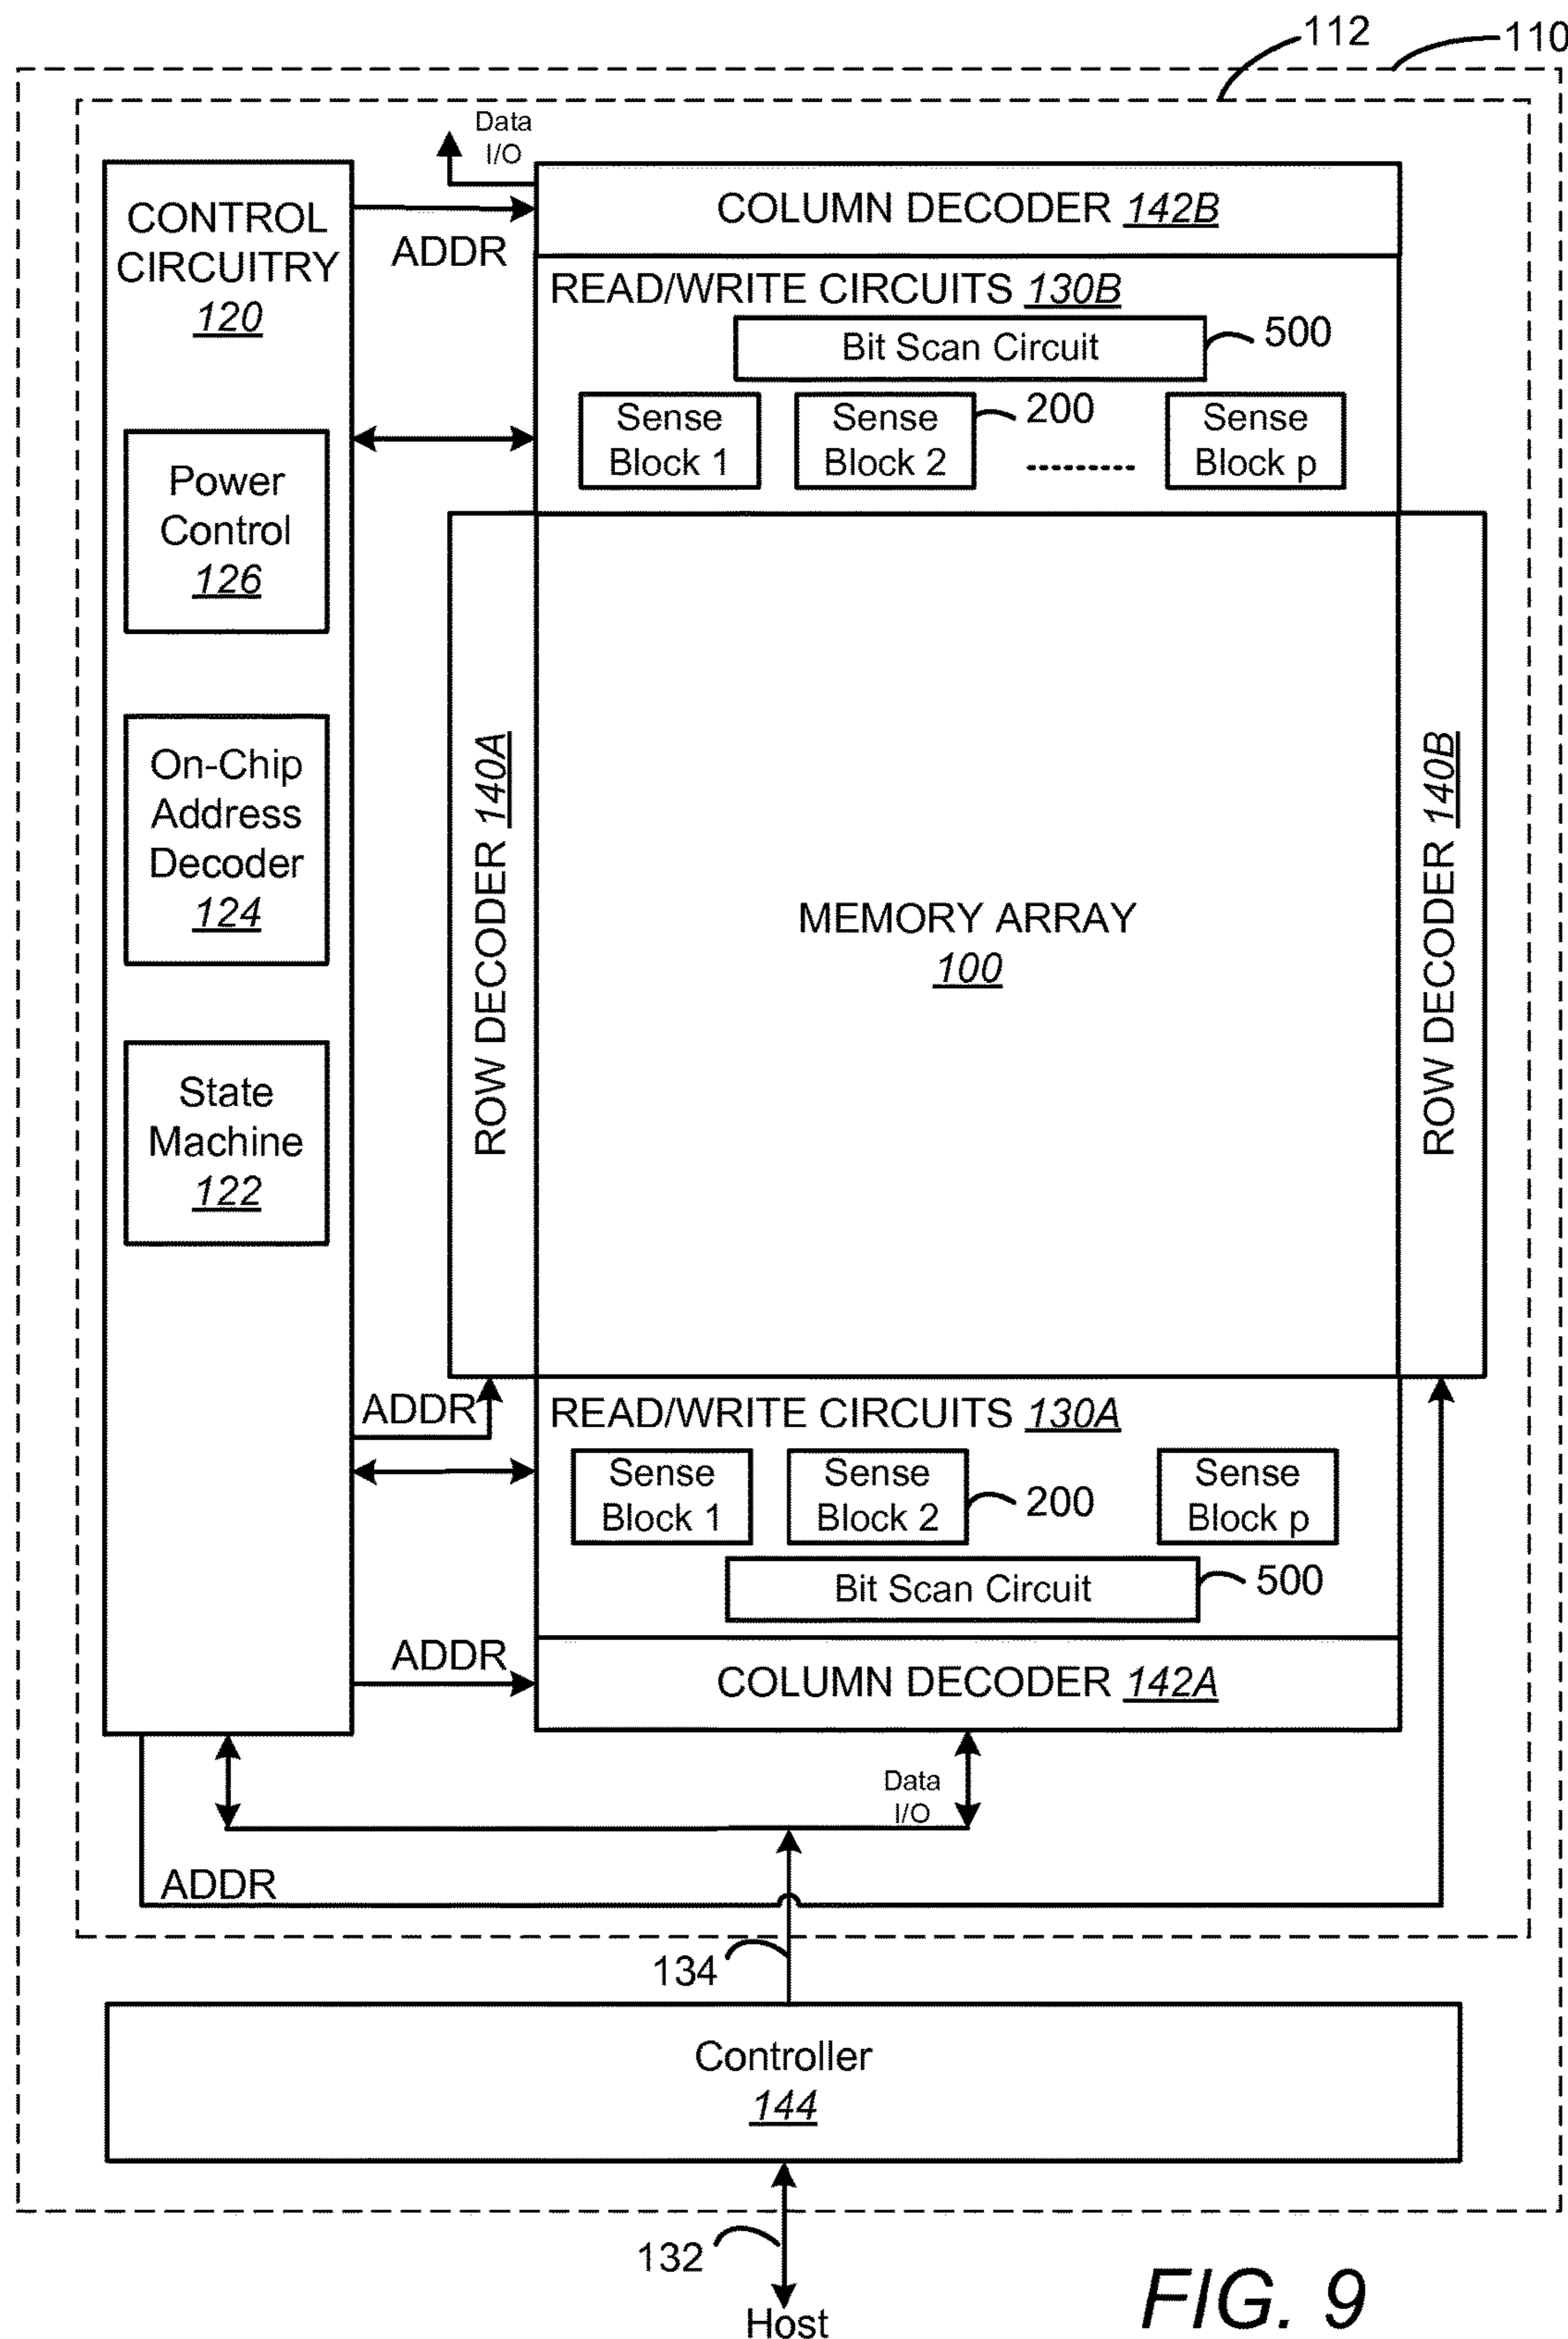 112
110
Data
I/O
CONTROL
CIRCUITRY
120
ADDR
COLUMN DECODER 142B
READ/WRITE CIRCUITS 130B
Bit Scan Circuit
500
Sense
Block 1
Sense
Block 2
200
.........
Sense
Block p
Power
Control
126
On-Chip
Address
Decoder
124
State
Machine
122
ROW DECODER 140A
MEMORY ARRAY
100
ROW DECODER 140B
ADDR
READ/WRITE CIRCUITS 130A
Sense
Block 1
Sense
Block 2
200
Sense
Block p
Bit Scan Circuit
500
ADDR
COLUMN DECODER 142A
Data
I/O
ADDR
134
Controller
144
132
Host
FIG. 9